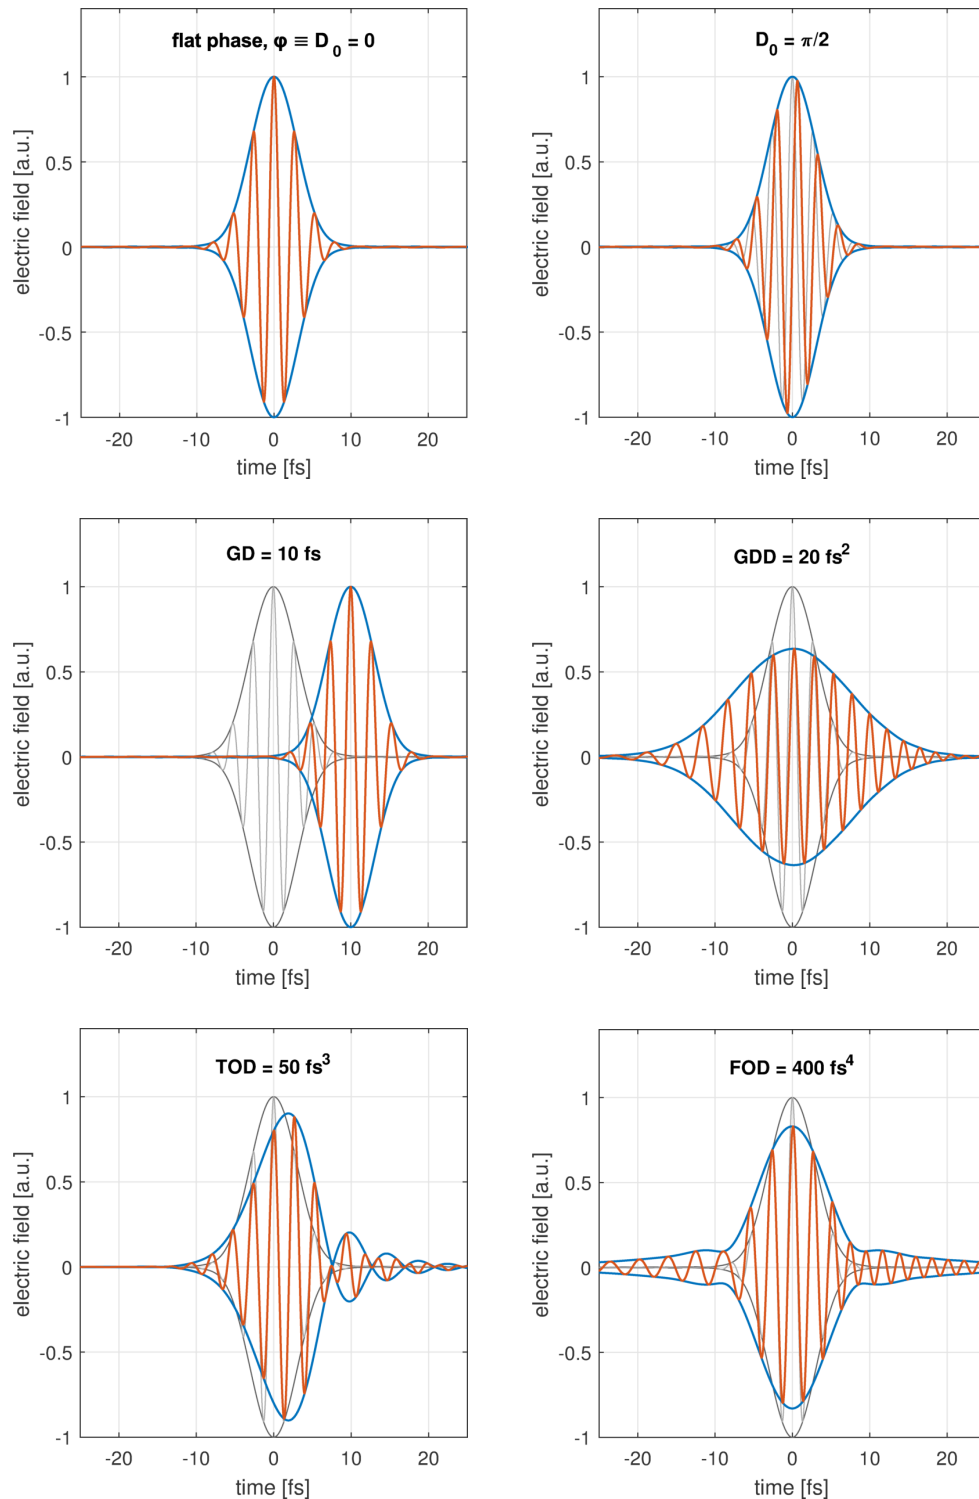 flat phase, φ ≡ D₀ = 0
electric field [a.u.]
1
0.5
0
-0.5
-1
-20 -10 0 10 20
time [fs]
D₀ = π/2
electric field [a.u.]
1
0.5
0
-0.5
-1
-20 -10 0 10 20
time [fs]
GD = 10 fs
electric field [a.u.]
1
0.5
0
-0.5
-1
-20 -10 0 10 20
time [fs]
GDD = 20 fs²
electric field [a.u.]
1
0.5
0
-0.5
-1
-20 -10 0 10 20
time [fs]
TOD = 50 fs³
electric field [a.u.]
1
0.5
0
-0.5
-1
-20 -10 0 10 20
time [fs]
FOD = 400 fs⁴
electric field [a.u.]
1
0.5
0
-0.5
-1
-20 -10 0 10 20
time [fs]